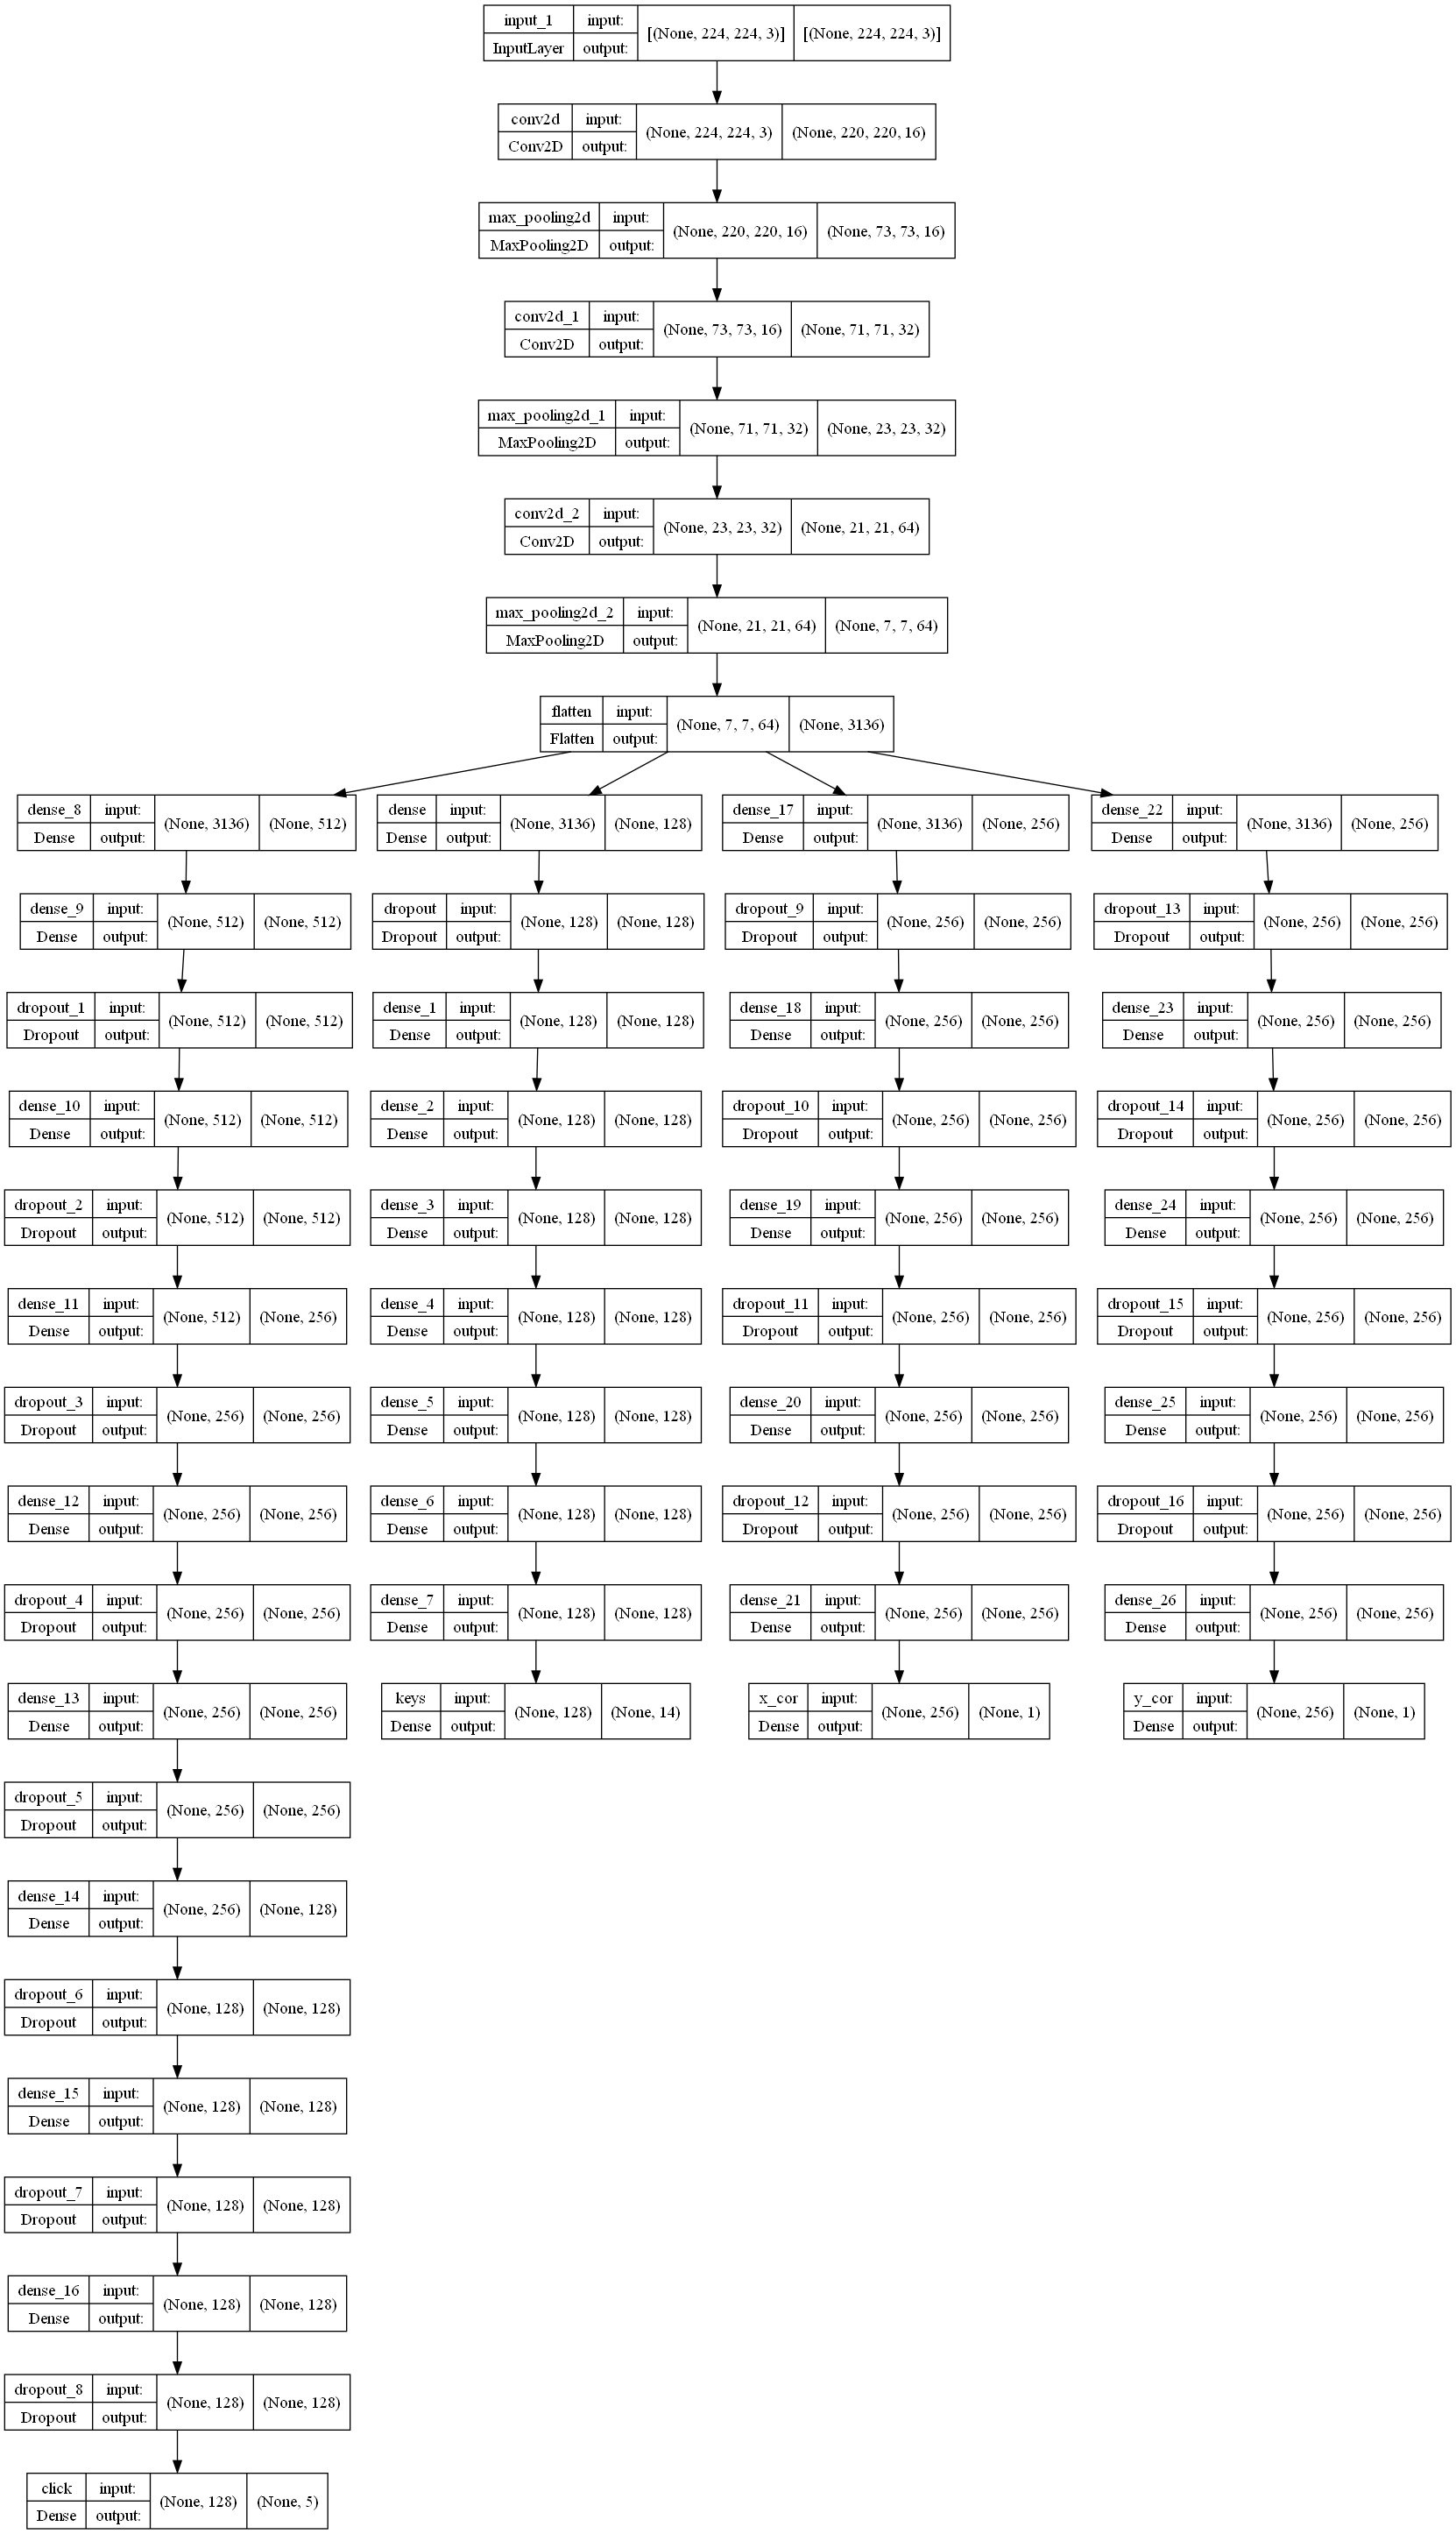 input_1 input: [(None, 224, 224, 3)] [(None, 224, 224, 3)]
InputLayer output:
conv2d input: (None, 224, 224, 3) (None, 220, 220, 16)
Conv2D output:
max_pooling2d input: (None, 220, 220, 16) (None, 73, 73, 16)
MaxPooling2D output:
conv2d_1 input: (None, 73, 73, 16) (None, 71, 71, 32)
Conv2D output:
max_pooling2d_1 input: (None, 71, 71, 32) (None, 23, 23, 32)
MaxPooling2D output:
conv2d_2 input: (None, 23, 23, 32) (None, 21, 21, 64)
Conv2D output:
max_pooling2d_2 input: (None, 21, 21, 64) (None, 7, 7, 64)
MaxPooling2D output:
flatten input: (None, 7, 7, 64) (None, 3136)
Flatten output:
dense_8 input: (None, 3136) (None, 512) dense input: (None, 3136) (None, 128) dense_17 input: (None, 3136) (None, 256) dense_22 input: (None, 3136) (None, 256)
Dense output: Dense output: Dense output: Dense output:
dense_9 input: (None, 512) (None, 512) dropout input: (None, 128) (None, 128) dropout_9 input: (None, 256) (None, 256) dropout_13 input: (None, 256) (None, 256)
Dense output: Dropout output: Dropout output: Dropout output:
dropout_1 input: (None, 512) (None, 512) dense_1 input: (None, 128) (None, 128) dense_18 input: (None, 256) (None, 256) dense_23 input: (None, 256) (None, 256)
Dropout output: Dense output: Dense output: Dense output:
dense_10 input: (None, 512) (None, 512) dense_2 input: (None, 128) (None, 128) dropout_10 input: (None, 256) (None, 256) dropout_14 input: (None, 256) (None, 256)
Dense output: Dense output: Dropout output: Dropout output:
dropout_2 input: (None, 512) (None, 512) dense_3 input: (None, 128) (None, 128) dense_19 input: (None, 256) (None, 256) dense_24 input: (None, 256) (None, 256)
Dropout output: Dense output: Dense output: Dense output:
dense_11 input: (None, 512) (None, 256) dense_4 input: (None, 128) (None, 128) dropout_11 input: (None, 256) (None, 256) dropout_15 input: (None, 256) (None, 256)
Dense output: Dense output: Dropout output: Dropout output:
dropout_3 input: (None, 256) (None, 256) dense_5 input: (None, 128) (None, 128) dense_20 input: (None, 256) (None, 256) dense_25 input: (None, 256) (None, 256)
Dropout output: Dense output: Dense output: Dense output:
dense_12 input: (None, 256) (None, 256) dense_6 input: (None, 128) (None, 128) dropout_12 input: (None, 256) (None, 256) dropout_16 input: (None, 256) (None, 256)
Dense output: Dense output: Dropout output: Dropout output:
dropout_4 input: (None, 256) (None, 256) dense_7 input: (None, 128) (None, 128) dense_21 input: (None, 256) (None, 256) dense_26 input: (None, 256) (None, 256)
Dropout output: Dense output: Dense output: Dense output:
dense_13 input: (None, 256) (None, 256) keys input: (None, 128) (None, 14) x_cor input: (None, 256) (None, 1) y_cor input: (None, 256) (None, 1)
Dense output: Dense output: Dense output: Dense output:
dropout_5 input: (None, 256) (None, 256)
Dropout output:
dense_14 input: (None, 256) (None, 128)
Dense output:
dropout_6 input: (None, 128) (None, 128)
Dropout output:
dense_15 input: (None, 128) (None, 128)
Dense output:
dropout_7 input: (None, 128) (None, 128)
Dropout output:
dense_16 input: (None, 128) (None, 128)
Dense output:
dropout_8 input: (None, 128) (None, 128)
Dropout output:
click input: (None, 128) (None, 5)
Dense output: